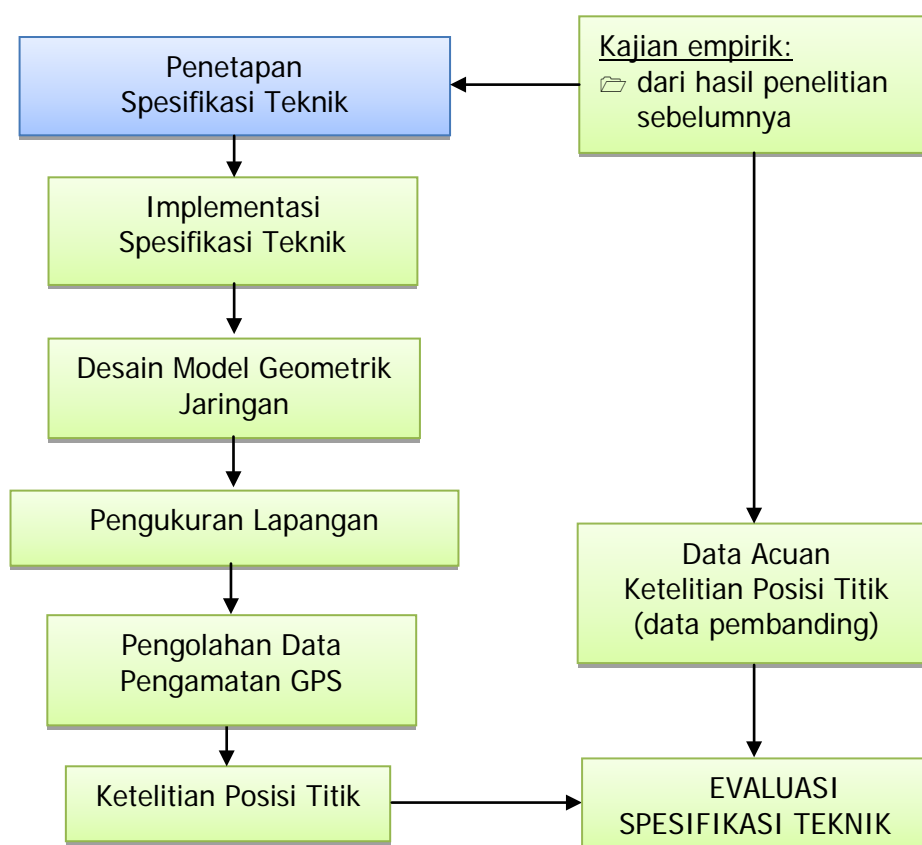 Penetapan
Spesifikasi Teknik
Kajian empirik:
dari hasil penelitian
sebelumnya
Implementasi
Spesifikasi Teknik
Desain Model Geometrik
Jaringan
Pengukuran Lapangan
Data Acuan
Ketelitian Posisi Titik
(data pembanding)
Pengolahan Data
Pengamatan GPS
Ketelitian Posisi Titik
EVALUASI
SPESIFIKASI TEKNIK